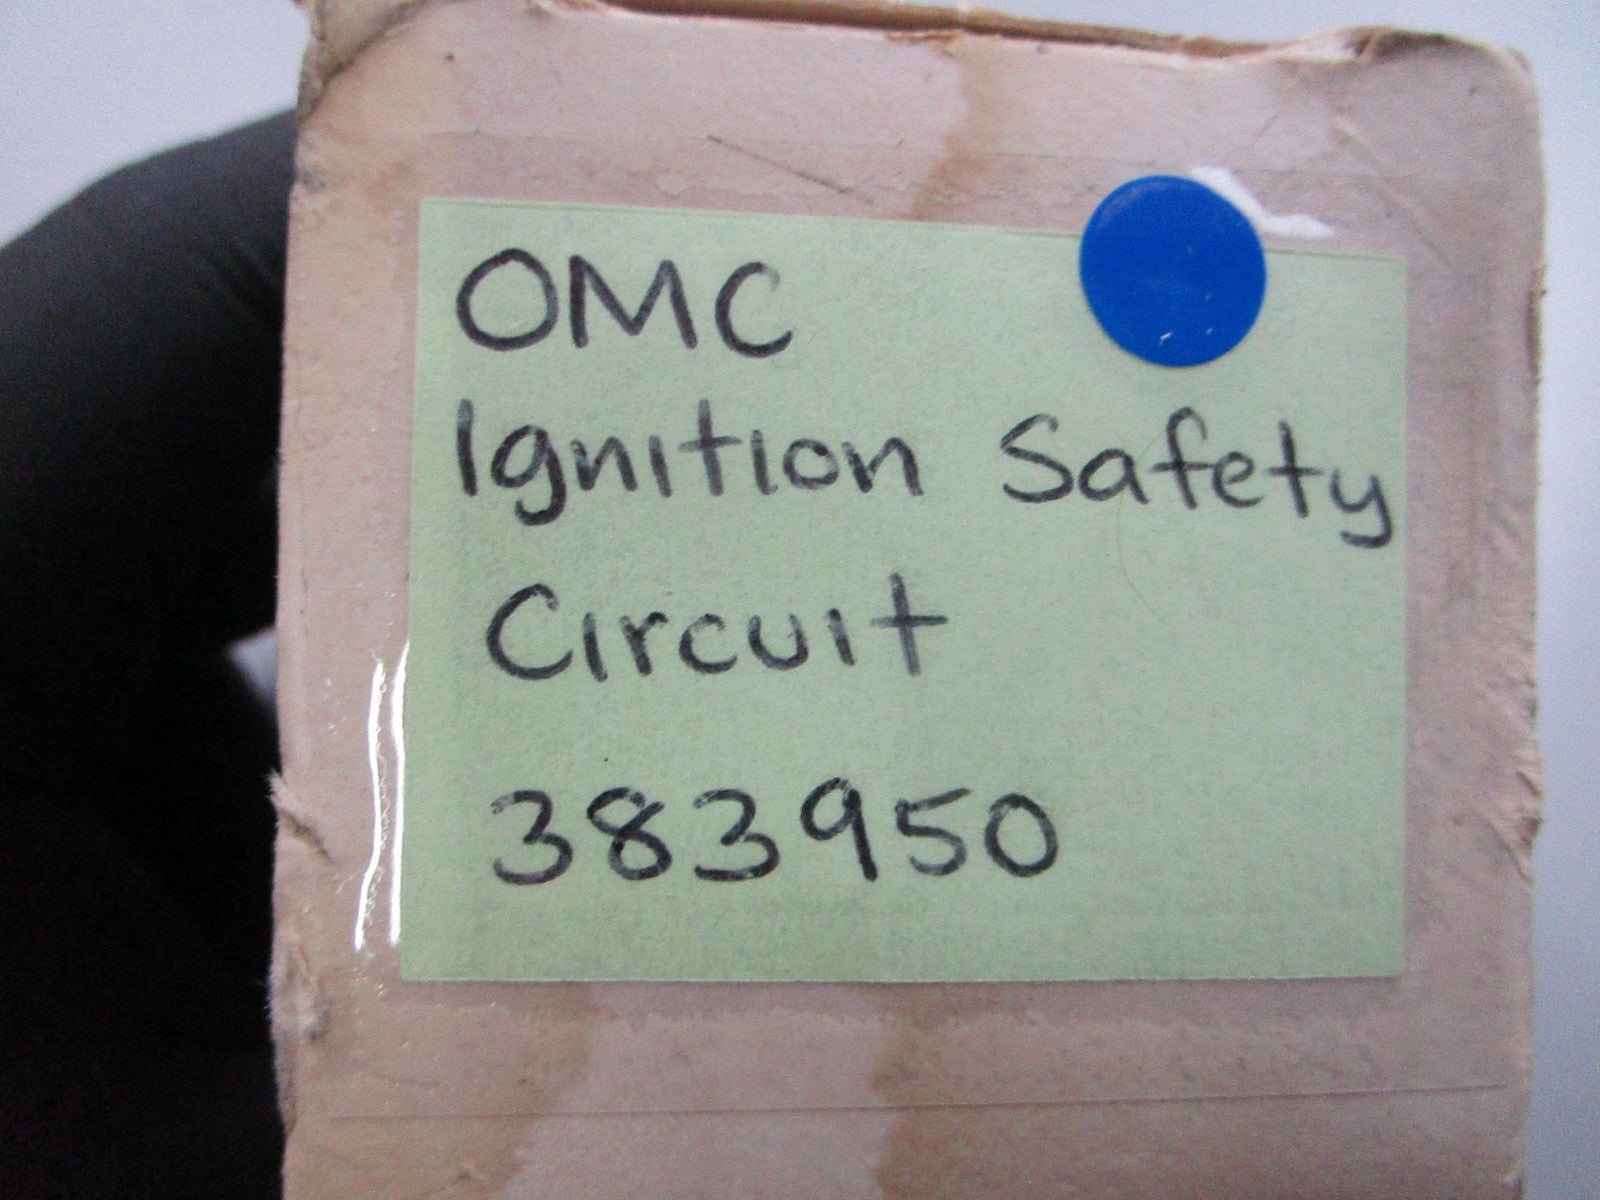 OMC
Ignition Safety
Circuit
383950